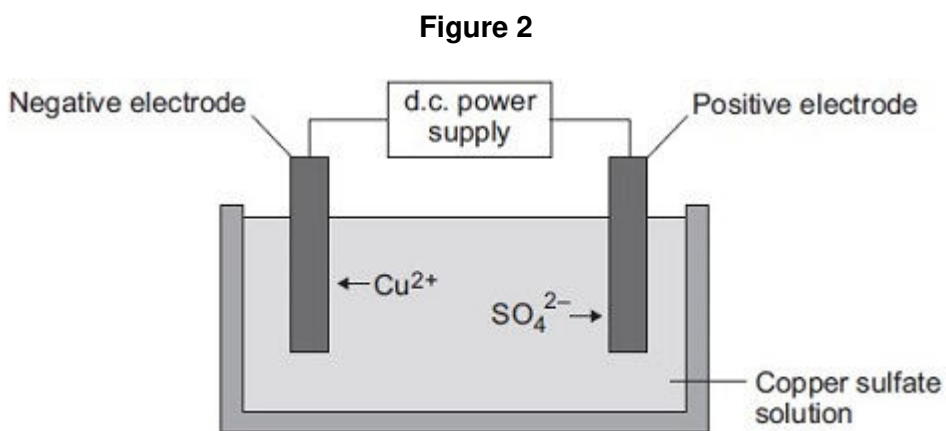 Figure 2
Negative electrode
d.c. power
supply
Positive electrode
Cu²⁺
SO₄²⁻
Copper sulfate
solution